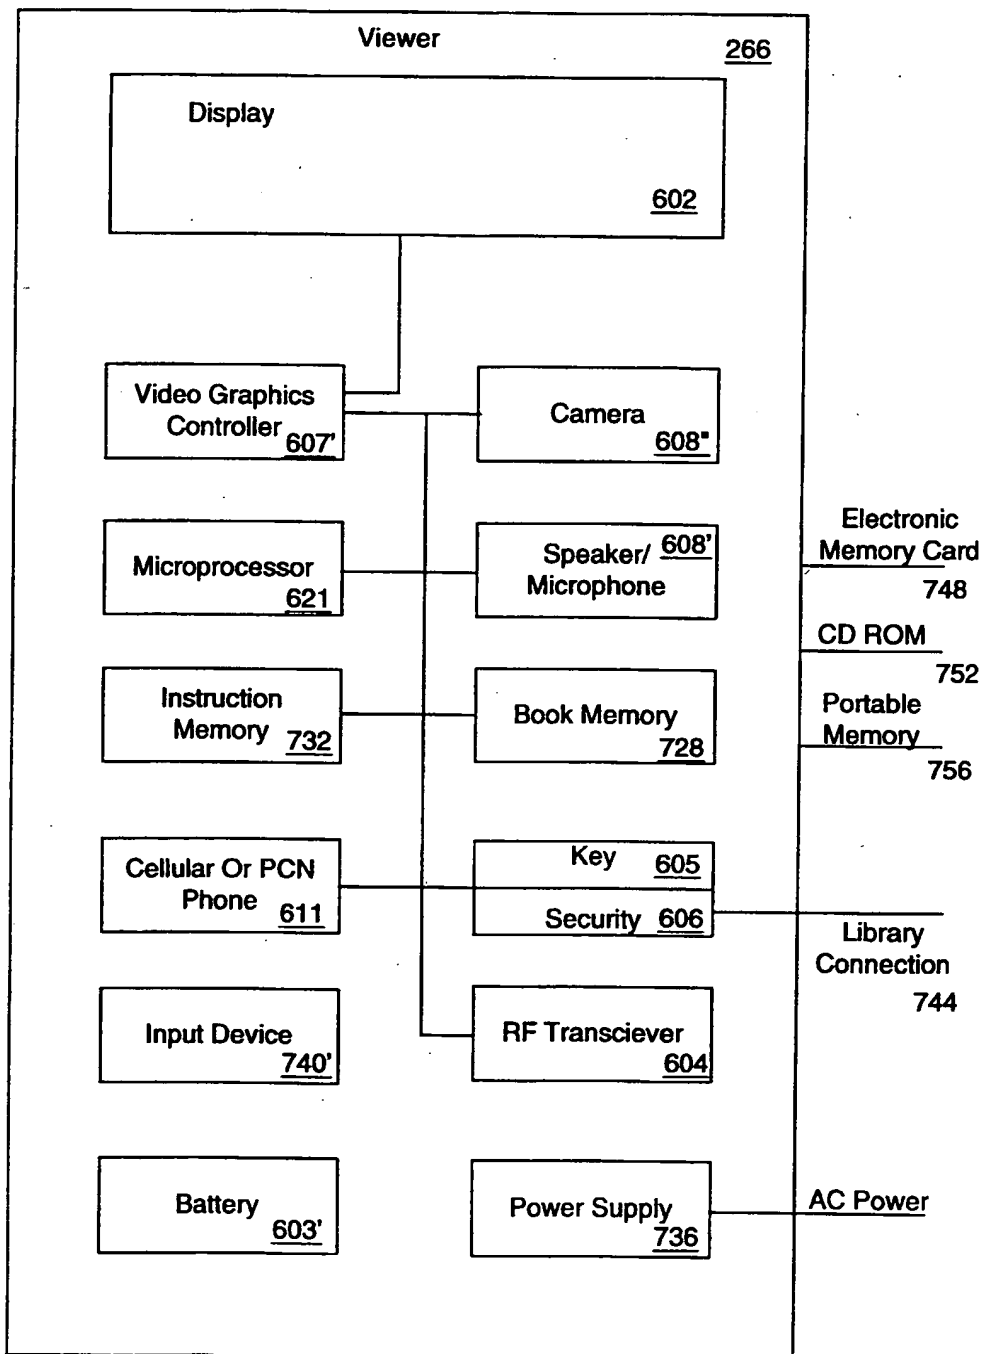 Viewer
266
Display
602
Video Graphics
Controller
607'
Camera
608"
Microprocessor
621
Speaker/
Microphone
608'
Electronic
Memory Card
748
CD ROM
752
Instruction
Memory
732
Book Memory
728
Portable
Memory
756
Cellular Or PCN
Phone
611
Key
605
Security
606
Library
Connection
744
Input Device
740'
RF Transciever
604
Battery
603'
Power Supply
736
AC Power